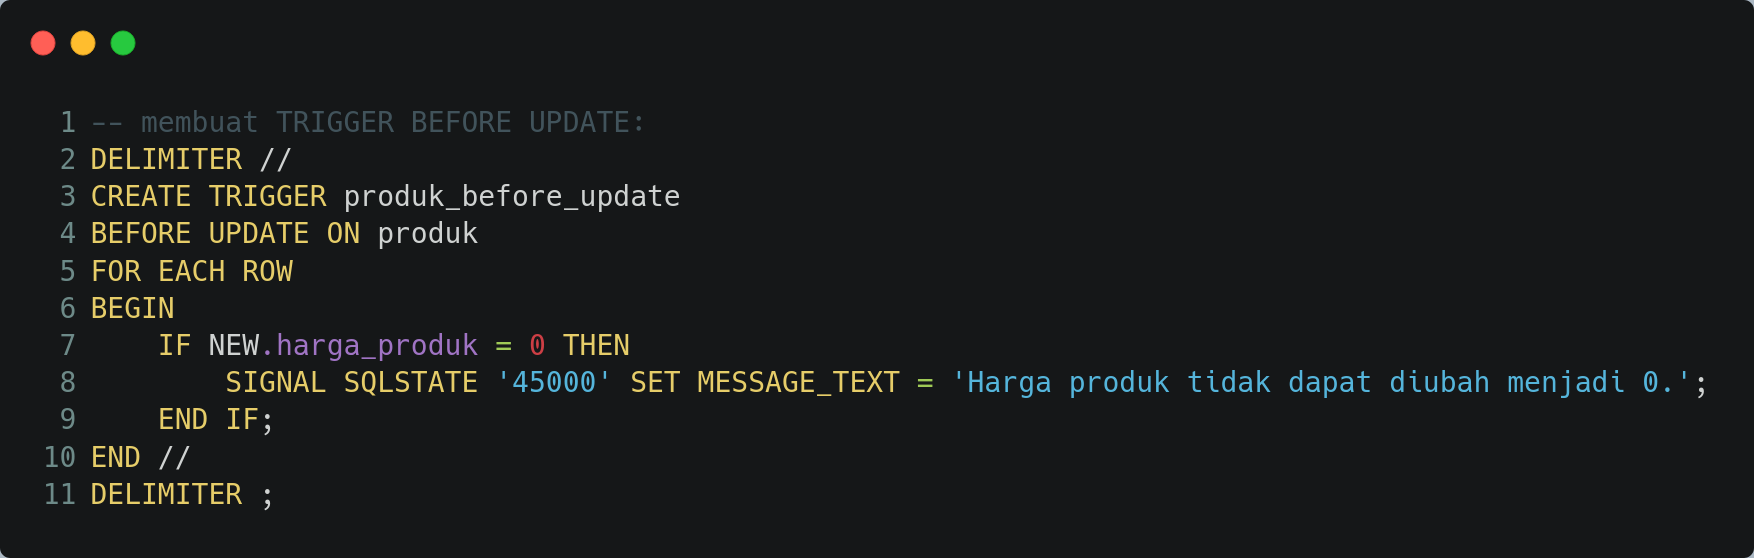 1 -- membuat TRIGGER BEFORE UPDATE:
2 DELIMITER //
3 CREATE TRIGGER produk_before_update
4 BEFORE UPDATE ON produk
5 FOR EACH ROW
6 BEGIN
7     IF NEW.harga_produk = 0 THEN
8         SIGNAL SQLSTATE '45000' SET MESSAGE_TEXT = 'Harga produk tidak dapat diubah menjadi 0.';
9     END IF;
10 END //
11 DELIMITER ;